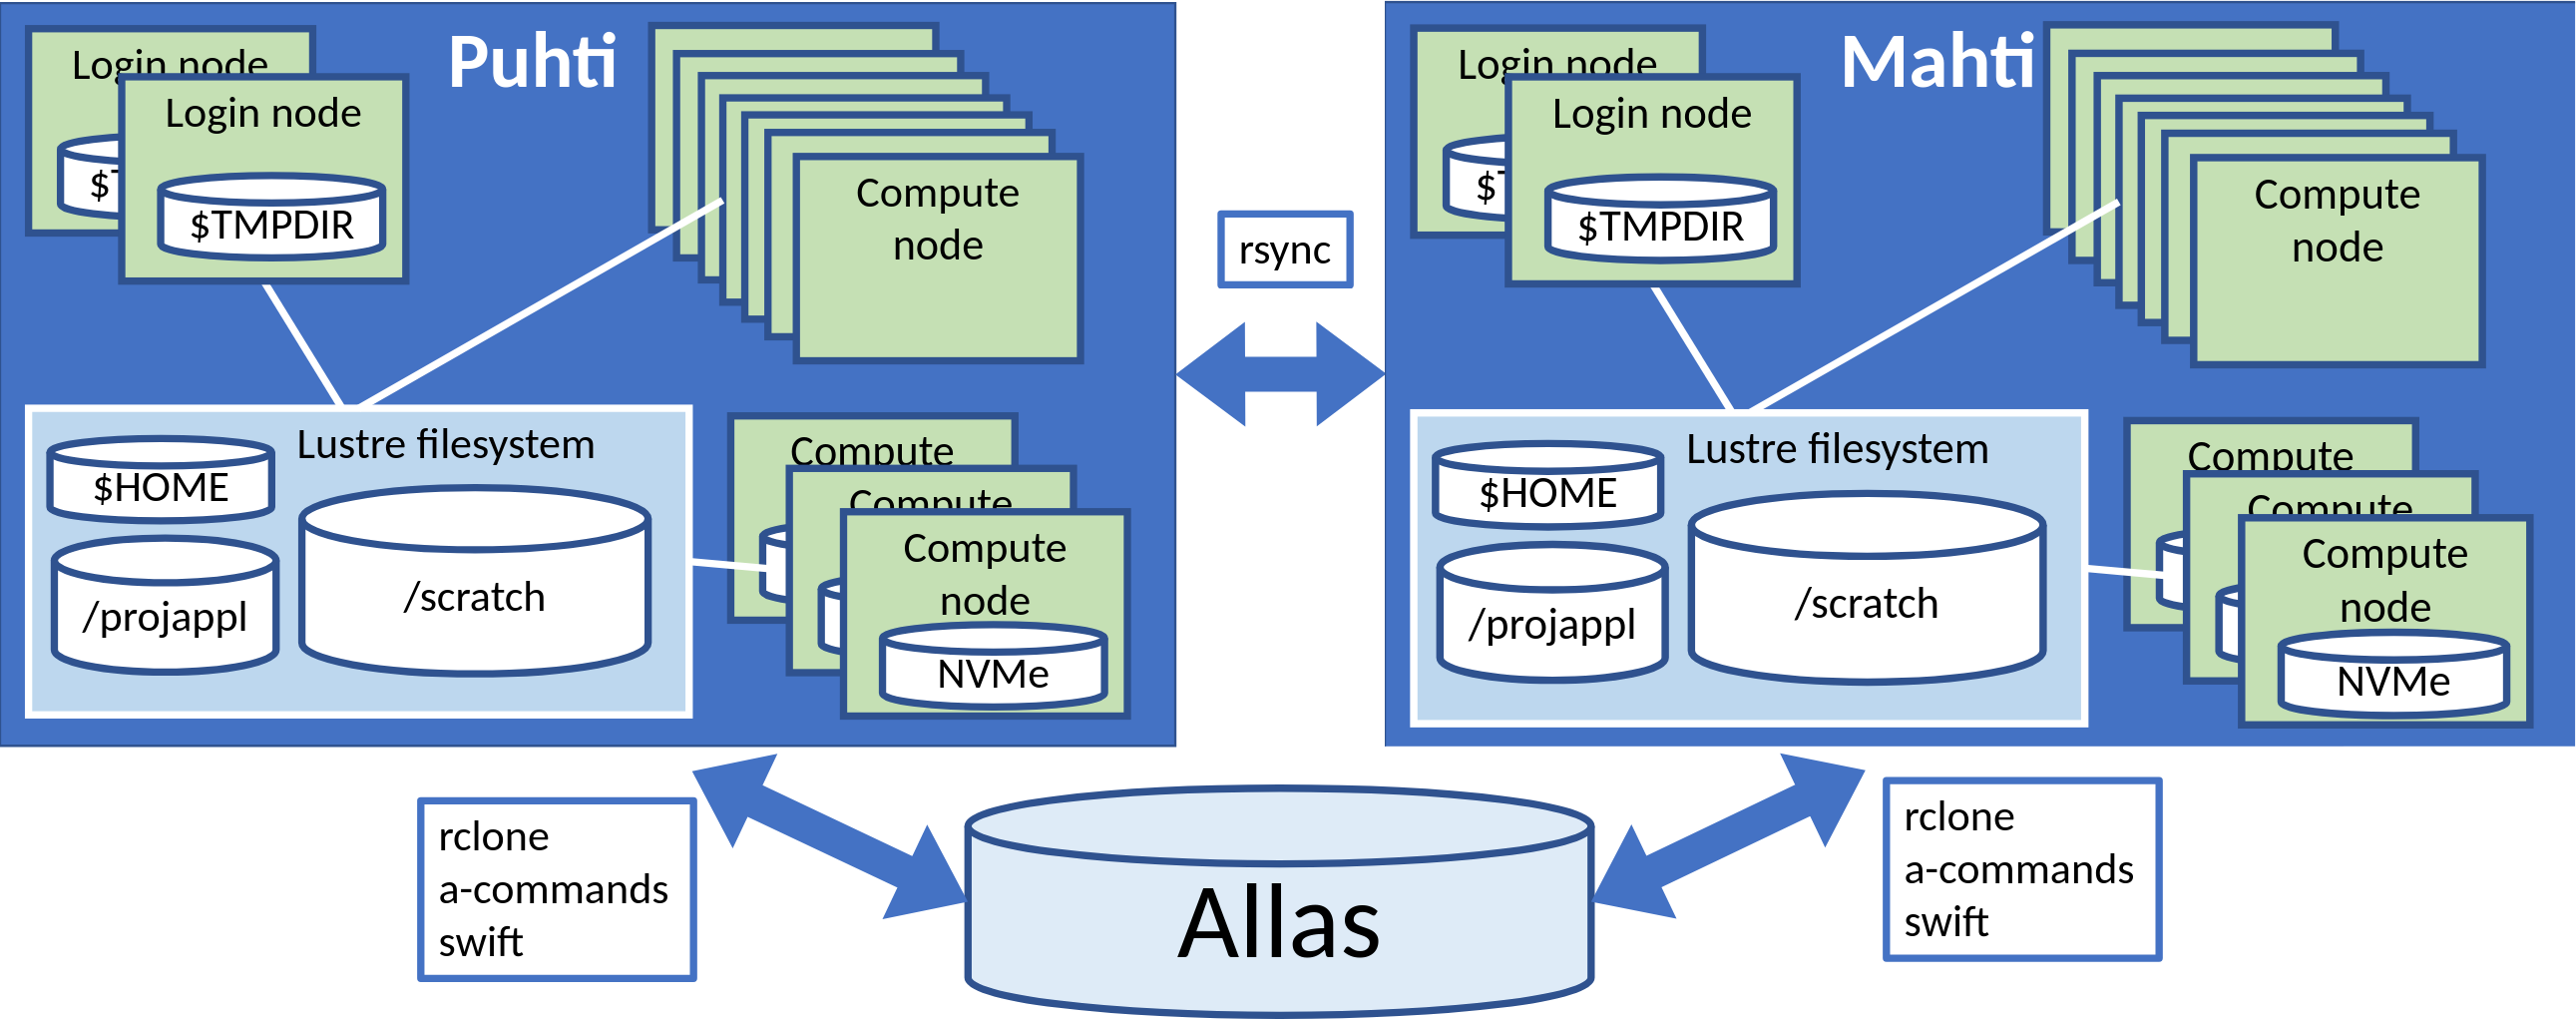 Puhti
Login node
Login node
$T
$TMPDIR
Compute
node
Lustre filesystem
$HOME
/projappl
/scratch
Compute
Compute
Compute
node
NVMe
rsync
Mahti
Login node
Login node
$T
$TMPDIR
Compute
node
Lustre filesystem
$HOME
/projappl
/scratch
Compute
Compute
Compute
node
NVMe
rclone
a-commands
swift
Allas
rclone
a-commands
swift